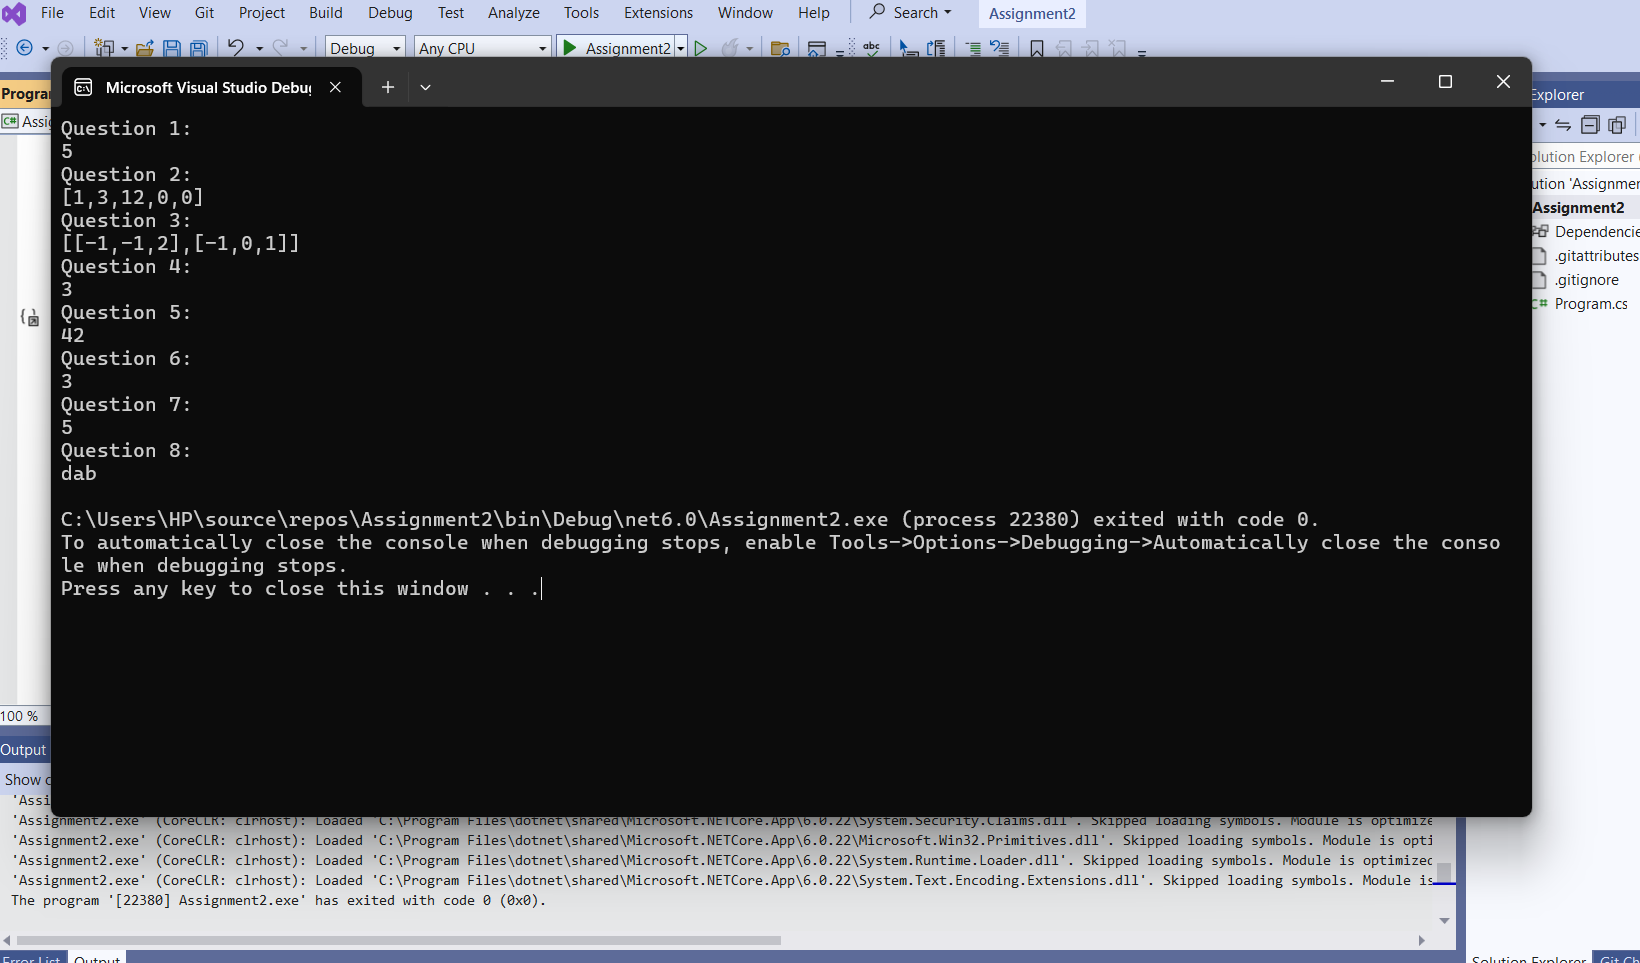 File Edit View Git Project Build Debug Test Analyze Tools Extensions Window Help Search Assignment2
Debug Any CPU Assignment2
Microsoft Visual Studio Debug
Question 1:
5
Question 2:
[1,3,12,0,0]
Question 3:
[[-1,-1,2],[-1,0,1]]
Question 4:
3
Question 5:
42
Question 6:
3
Question 7:
5
Question 8:
dab
C:\Users\HP\source\repos\Assignment2\bin\Debug\net6.0\Assignment2.exe (process 22380) exited with code 0.
To automatically close the console when debugging stops, enable Tools->Options->Debugging->Automatically close the conso
le when debugging stops.
Press any key to close this window . . .
Explorer
Solution Explorer
Assignment2
.gitattributes
.gitignore
C# Program.cs
100 %
Output
Show
'Assi
'Assignment2.exe' (CoreCLR: clrhost): Loaded 'C:\Program Files\dotnet\shared\Microsoft.NETCore.App\6.0.22\System.Security.Claims.dll'. Skipped loading symbols. Module is optimize
'Assignment2.exe' (CoreCLR: clrhost): Loaded 'C:\Program Files\dotnet\shared\Microsoft.NETCore.App\6.0.22\Microsoft.Win32.Primitives.dll'. Skipped loading symbols. Module is opti
'Assignment2.exe' (CoreCLR: clrhost): Loaded 'C:\Program Files\dotnet\shared\Microsoft.NETCore.App\6.0.22\System.Runtime.Loader.dll'. Skipped loading symbols. Module is optimized
'Assignment2.exe' (CoreCLR: clrhost): Loaded 'C:\Program Files\dotnet\shared\Microsoft.NETCore.App\6.0.22\System.Text.Encoding.Extensions.dll'. Skipped loading symbols. Module is
The program '[22380] Assignment2.exe' has exited with code 0 (0x0).
Error List Output
Solution Explorer Git Ch